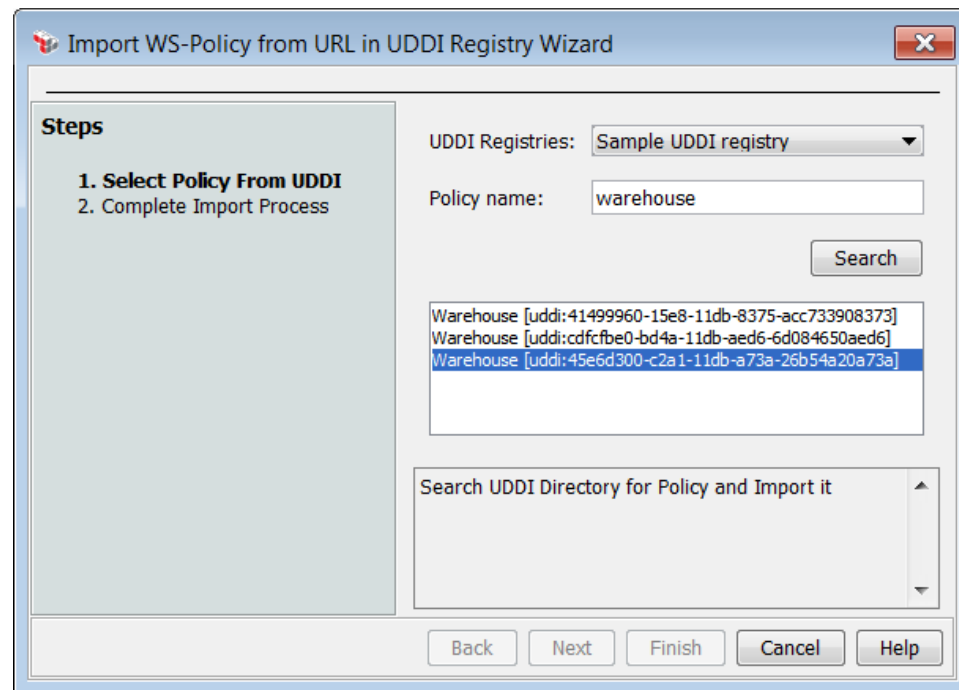 Import WS-Policy from URL in UDDI Registry Wizard
Steps
1. Select Policy From UDDI
2. Complete Import Process
UDDI Registries: Sample UDDI registry
Policy name: warehouse
Search
Warehouse [uddi:41499960-15e8-11db-8375-acc733908373]
Warehouse [uddi:cdfcfbe0-bd4a-11db-aed6-6d084650aed6]
Warehouse [uddi:45e6d300-c2a1-11db-a73a-26b54a20a73a]
Search UDDI Directory for Policy and Import it
Back Next Finish Cancel Help